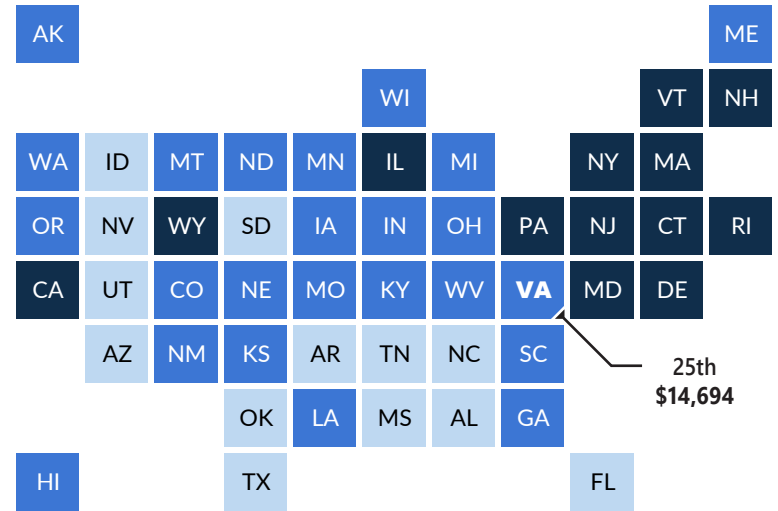 AK ME
WI VT NH
WA ID MT ND MN IL MI NY MA
OR NV WY SD IA IN OH PA NJ CT RI
CA UT CO NE MO KY WV VA MD DE
AZ NM KS AR TN NC SC
25th
$14,694
OK LA MS AL GA
HI TX FL